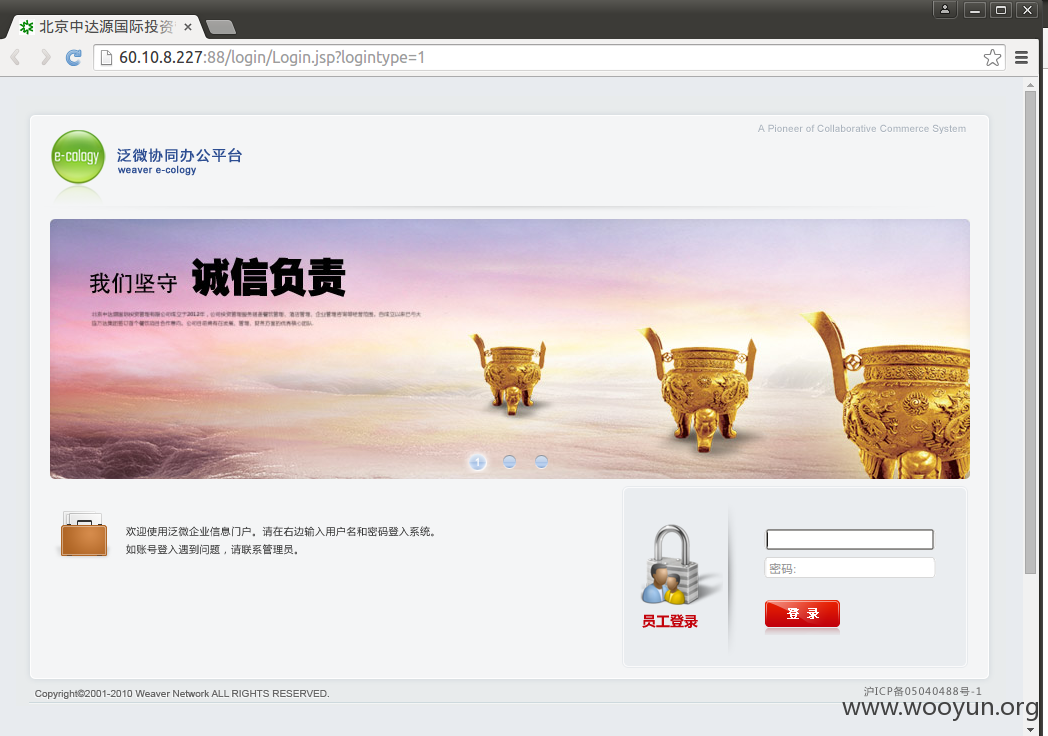 北京中达源国际投资
60.10.8.227:88/login/Login.jsp?logintype=1
A Pioneer of Collaborative Commerce System
e-cology
泛微协同办公平台
weaver e-cology
我们坚守 诚信负责
1
欢迎使用泛微企业信息门户。请在右边输入用户名和密码登入系统。
如账号登入遇到问题，请联系管理员。
密码:
登 录
员工登录
Copyright©2001-2010 Weaver Network ALL RIGHTS RESERVED.
沪ICP备05040488号-1
www.wooyun.org